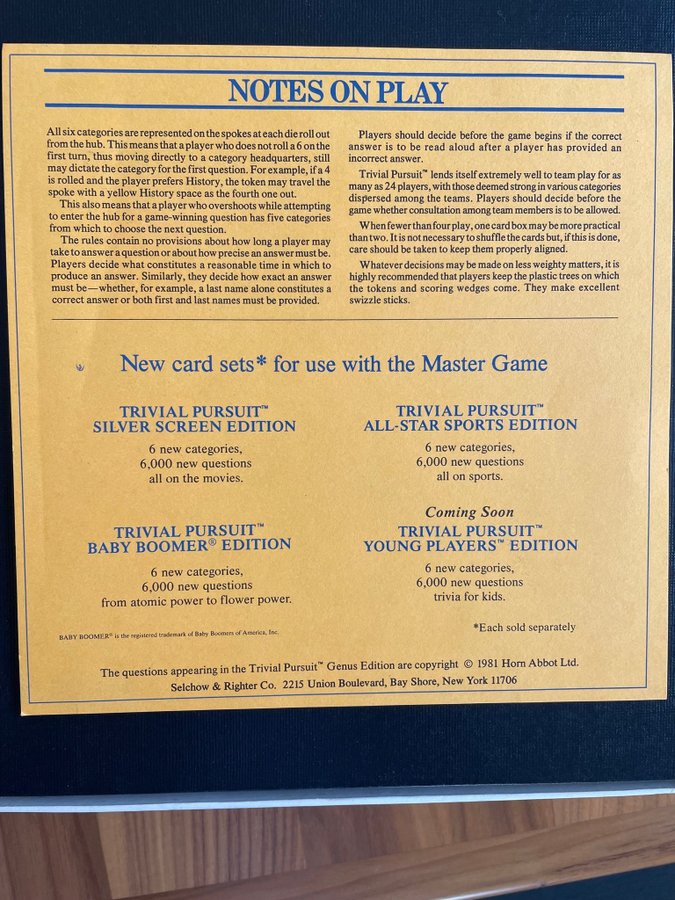 NOTES ON PLAY
All six categories are represented on the spokes at each die roll out
from the hub. This means that a player who does not roll a 6 on the
first turn, thus moving directly to a category headquarters, still
may dictate the category for the first question. For example, if a 4
is rolled and the player prefers History, the token may travel the
spoke with a yellow History space as the fourth one out.
This also means that a player who overshoots while attempting
to enter the hub for a game-winning question has five categories
from which to choose the next question.
The rules contain no provisions about how long a player may
take to answer a question or about how precise an answer must be.
Players decide what constitutes a reasonable time in which to
produce an answer. Similarly, they decide how exact an answer
must be—whether, for example, a last name alone constitutes a
correct answer or both first and last names must be provided.
Players should decide before the game begins if the correct
answer is to be read aloud after a player has provided an
incorrect answer.
Trivial Pursuit™ lends itself extremely well to team play for as
many as 24 players, with those deemed strong in various categories
dispersed among the teams. Players should decide before the
game whether consultation among team members is to be allowed.
When fewer than four play, one card box may be more practical
than two. It is not necessary to shuffle the cards but, if this is done,
care should be taken to keep them properly aligned.
Whatever decisions may be made on less weighty matters, it is
highly recommended that players keep the plastic trees on which
the tokens and scoring wedges come. They make excellent
swizzle sticks.
New card sets* for use with the Master Game
TRIVIAL PURSUIT™
SILVER SCREEN EDITION
6 new categories,
6,000 new questions
all on the movies.
TRIVIAL PURSUIT™
ALL-STAR SPORTS EDITION
6 new categories,
6,000 new questions
all on sports.
TRIVIAL PURSUIT™
BABY BOOMER® EDITION
6 new categories,
6,000 new questions
from atomic power to flower power.
Coming Soon
TRIVIAL PURSUIT™
YOUNG PLAYERS™ EDITION
6 new categories,
6,000 new questions
trivia for kids.
BABY BOOMER® is the registered trademark of Baby Boomers of America, Inc.
*Each sold separately
The questions appearing in the Trivial Pursuit™ Genus Edition are copyright © 1981 Horn Abbot Ltd.
Selchow & Righter Co. 2215 Union Boulevard, Bay Shore, New York 11706